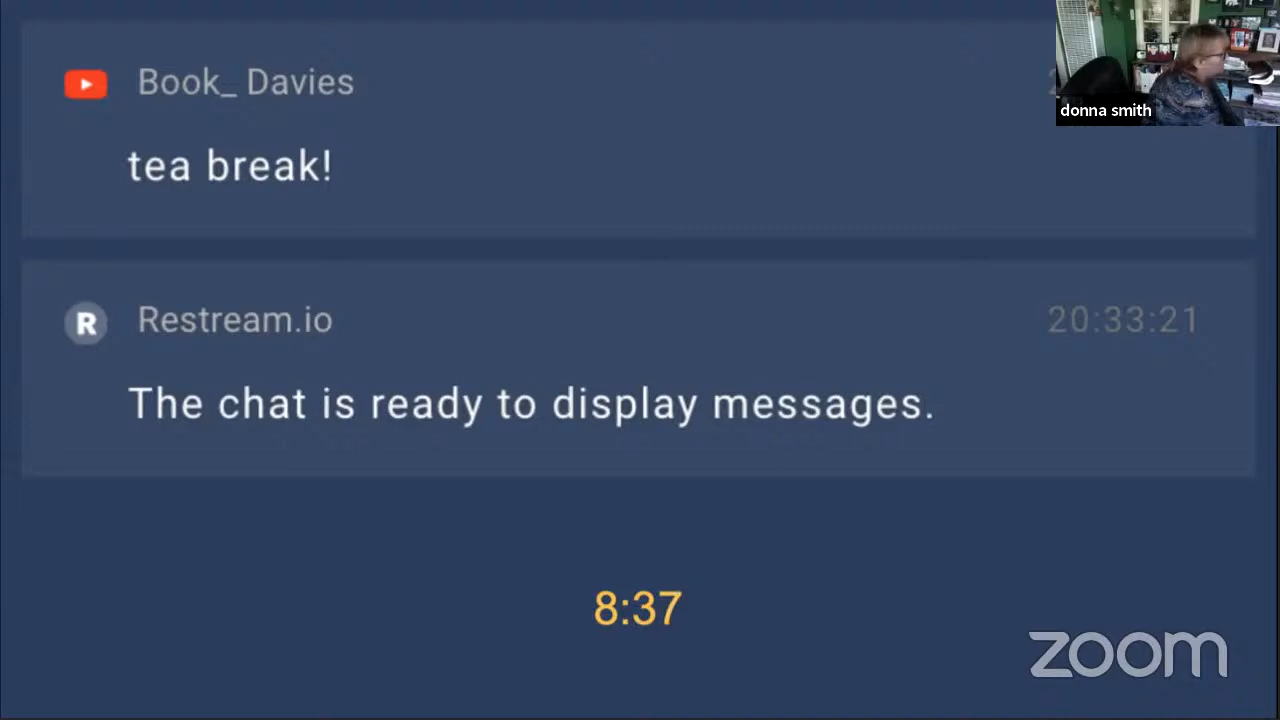 Book_ Davies
donna smith
tea break!
R
Restream.io
20:33:21
The chat is ready to display messages.
8:37
zoom